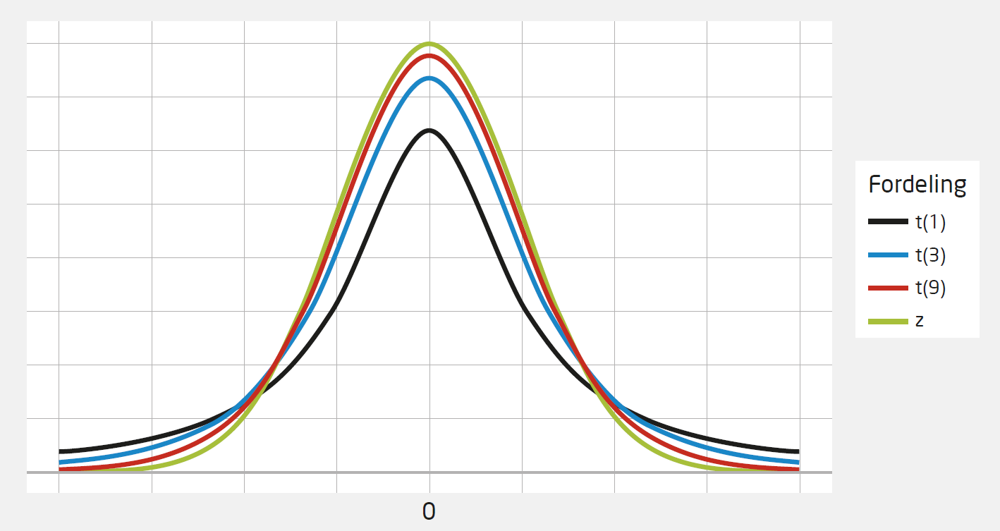 0
Fordeling
t(1)
t(3)
t(9)
z